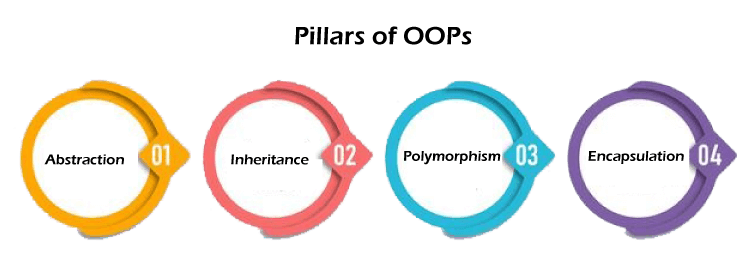 Pillars of OOPs
Abstraction 01
Inheritance 02
Polymorphism 03
Encapsulation 04